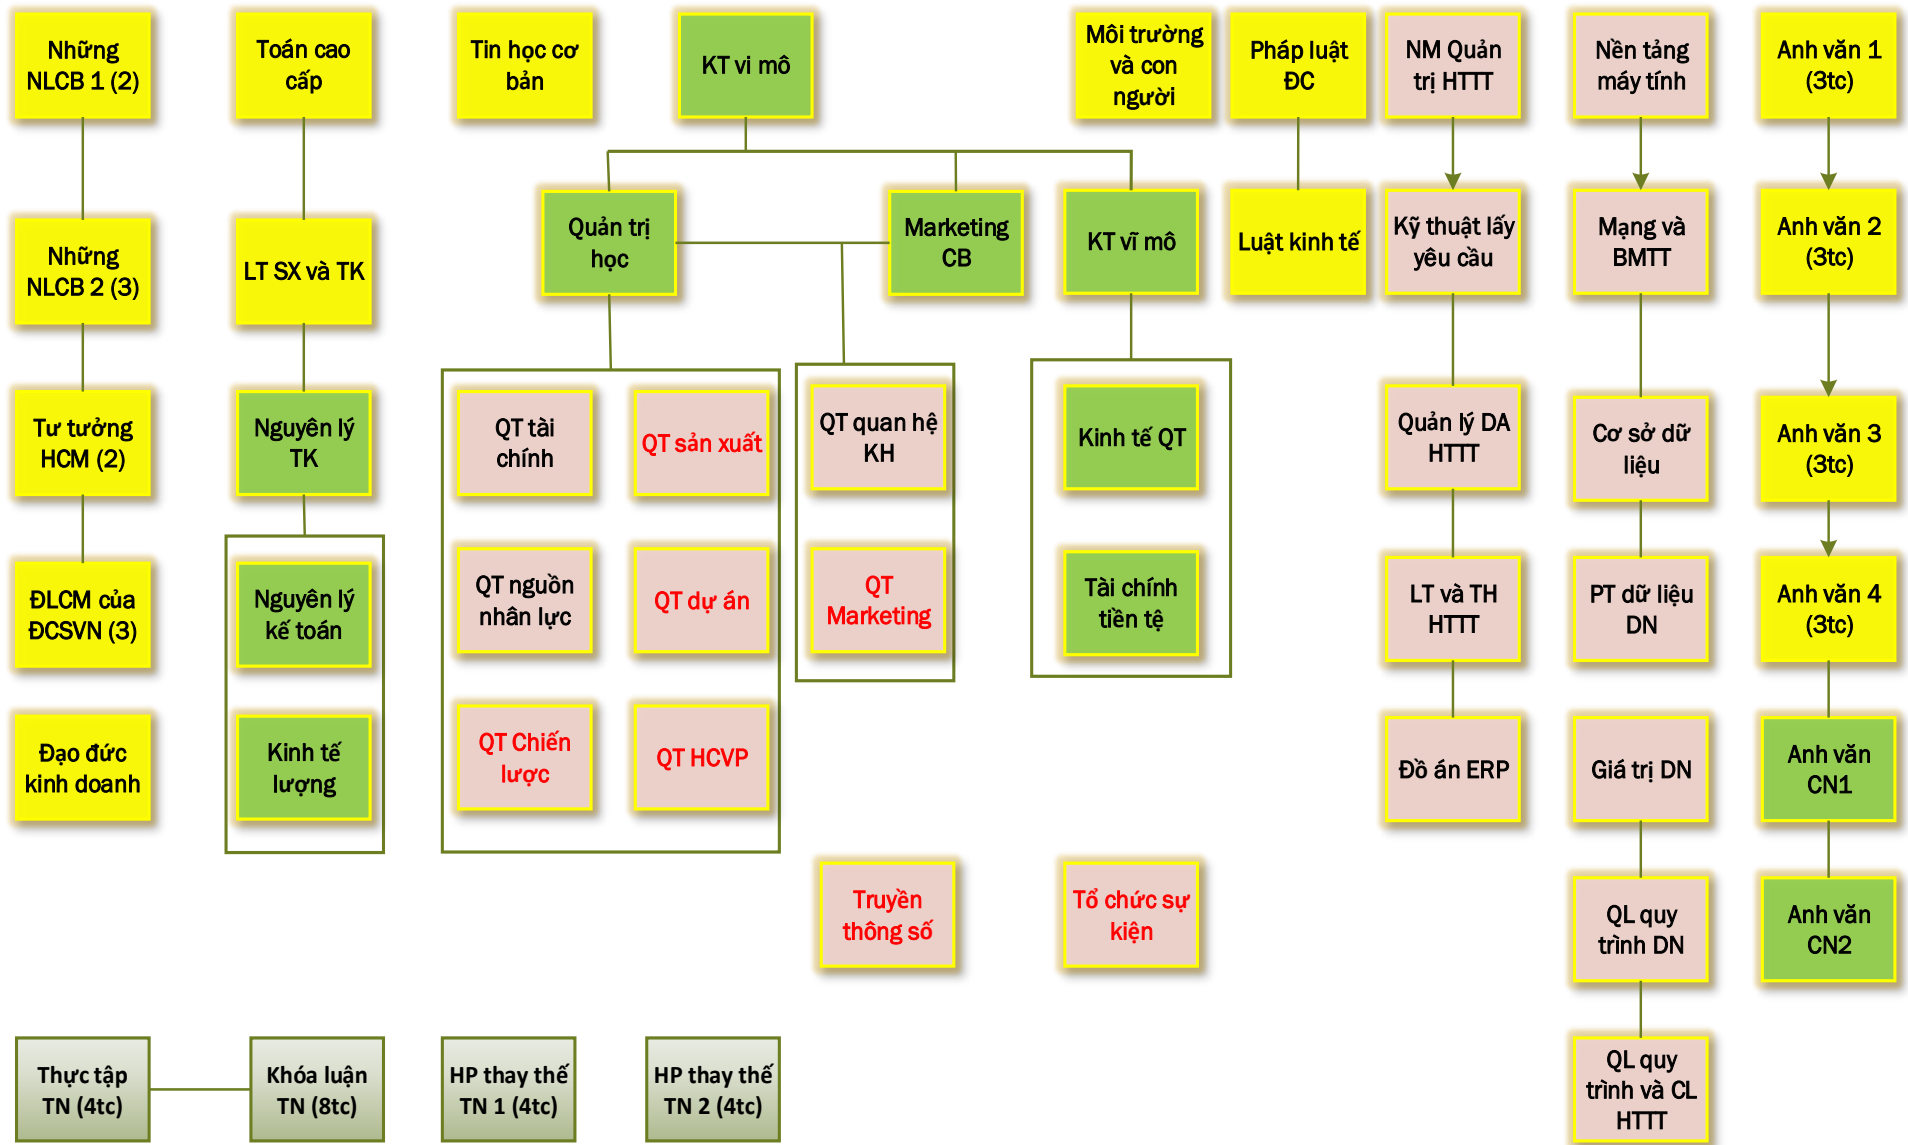 Những
NLCB 1 (2)
Toán cao
cấp
Tin học cơ
bản
KT vi mô
Môi trường
và con
người
Pháp luật
ĐC
NM Quản
trị HTTT
Nền tảng
máy tính
Anh văn 1
(3tc)
Những
NLCB 2 (3)
LT SX và TK
Quản trị
học
Marketing
CB
KT vĩ mô
Luật kinh tế
Kỹ thuật lấy
yêu cầu
Mạng và
BMTT
Anh văn 2
(3tc)
Tư tưởng
HCM (2)
Nguyên lý
TK
QT tài
chính
QT sản xuất
QT quan hệ
KH
Kinh tế QT
Quản lý DA
HTTT
Cơ sở dữ
liệu
Anh văn 3
(3tc)
ĐLCM của
ĐCSVN (3)
Nguyên lý
kế toán
QT nguồn
nhân lực
QT dự án
QT
Marketing
Tài chính
tiền tệ
LT và TH
HTTT
PT dữ liệu
DN
Anh văn 4
(3tc)
Đạo đức
kinh doanh
Kinh tế
lượng
QT Chiến
lược
QT HCVP
Đồ án ERP
Giá trị DN
Anh văn
CN1
Truyền
thông số
Tổ chức sự
kiện
QL quy
trình DN
Anh văn
CN2
Thực tập
TN (4tc)
Khóa luận
TN (8tc)
HP thay thế
TN 1 (4tc)
HP thay thế
TN 2 (4tc)
QL quy
trình và CL
HTTT